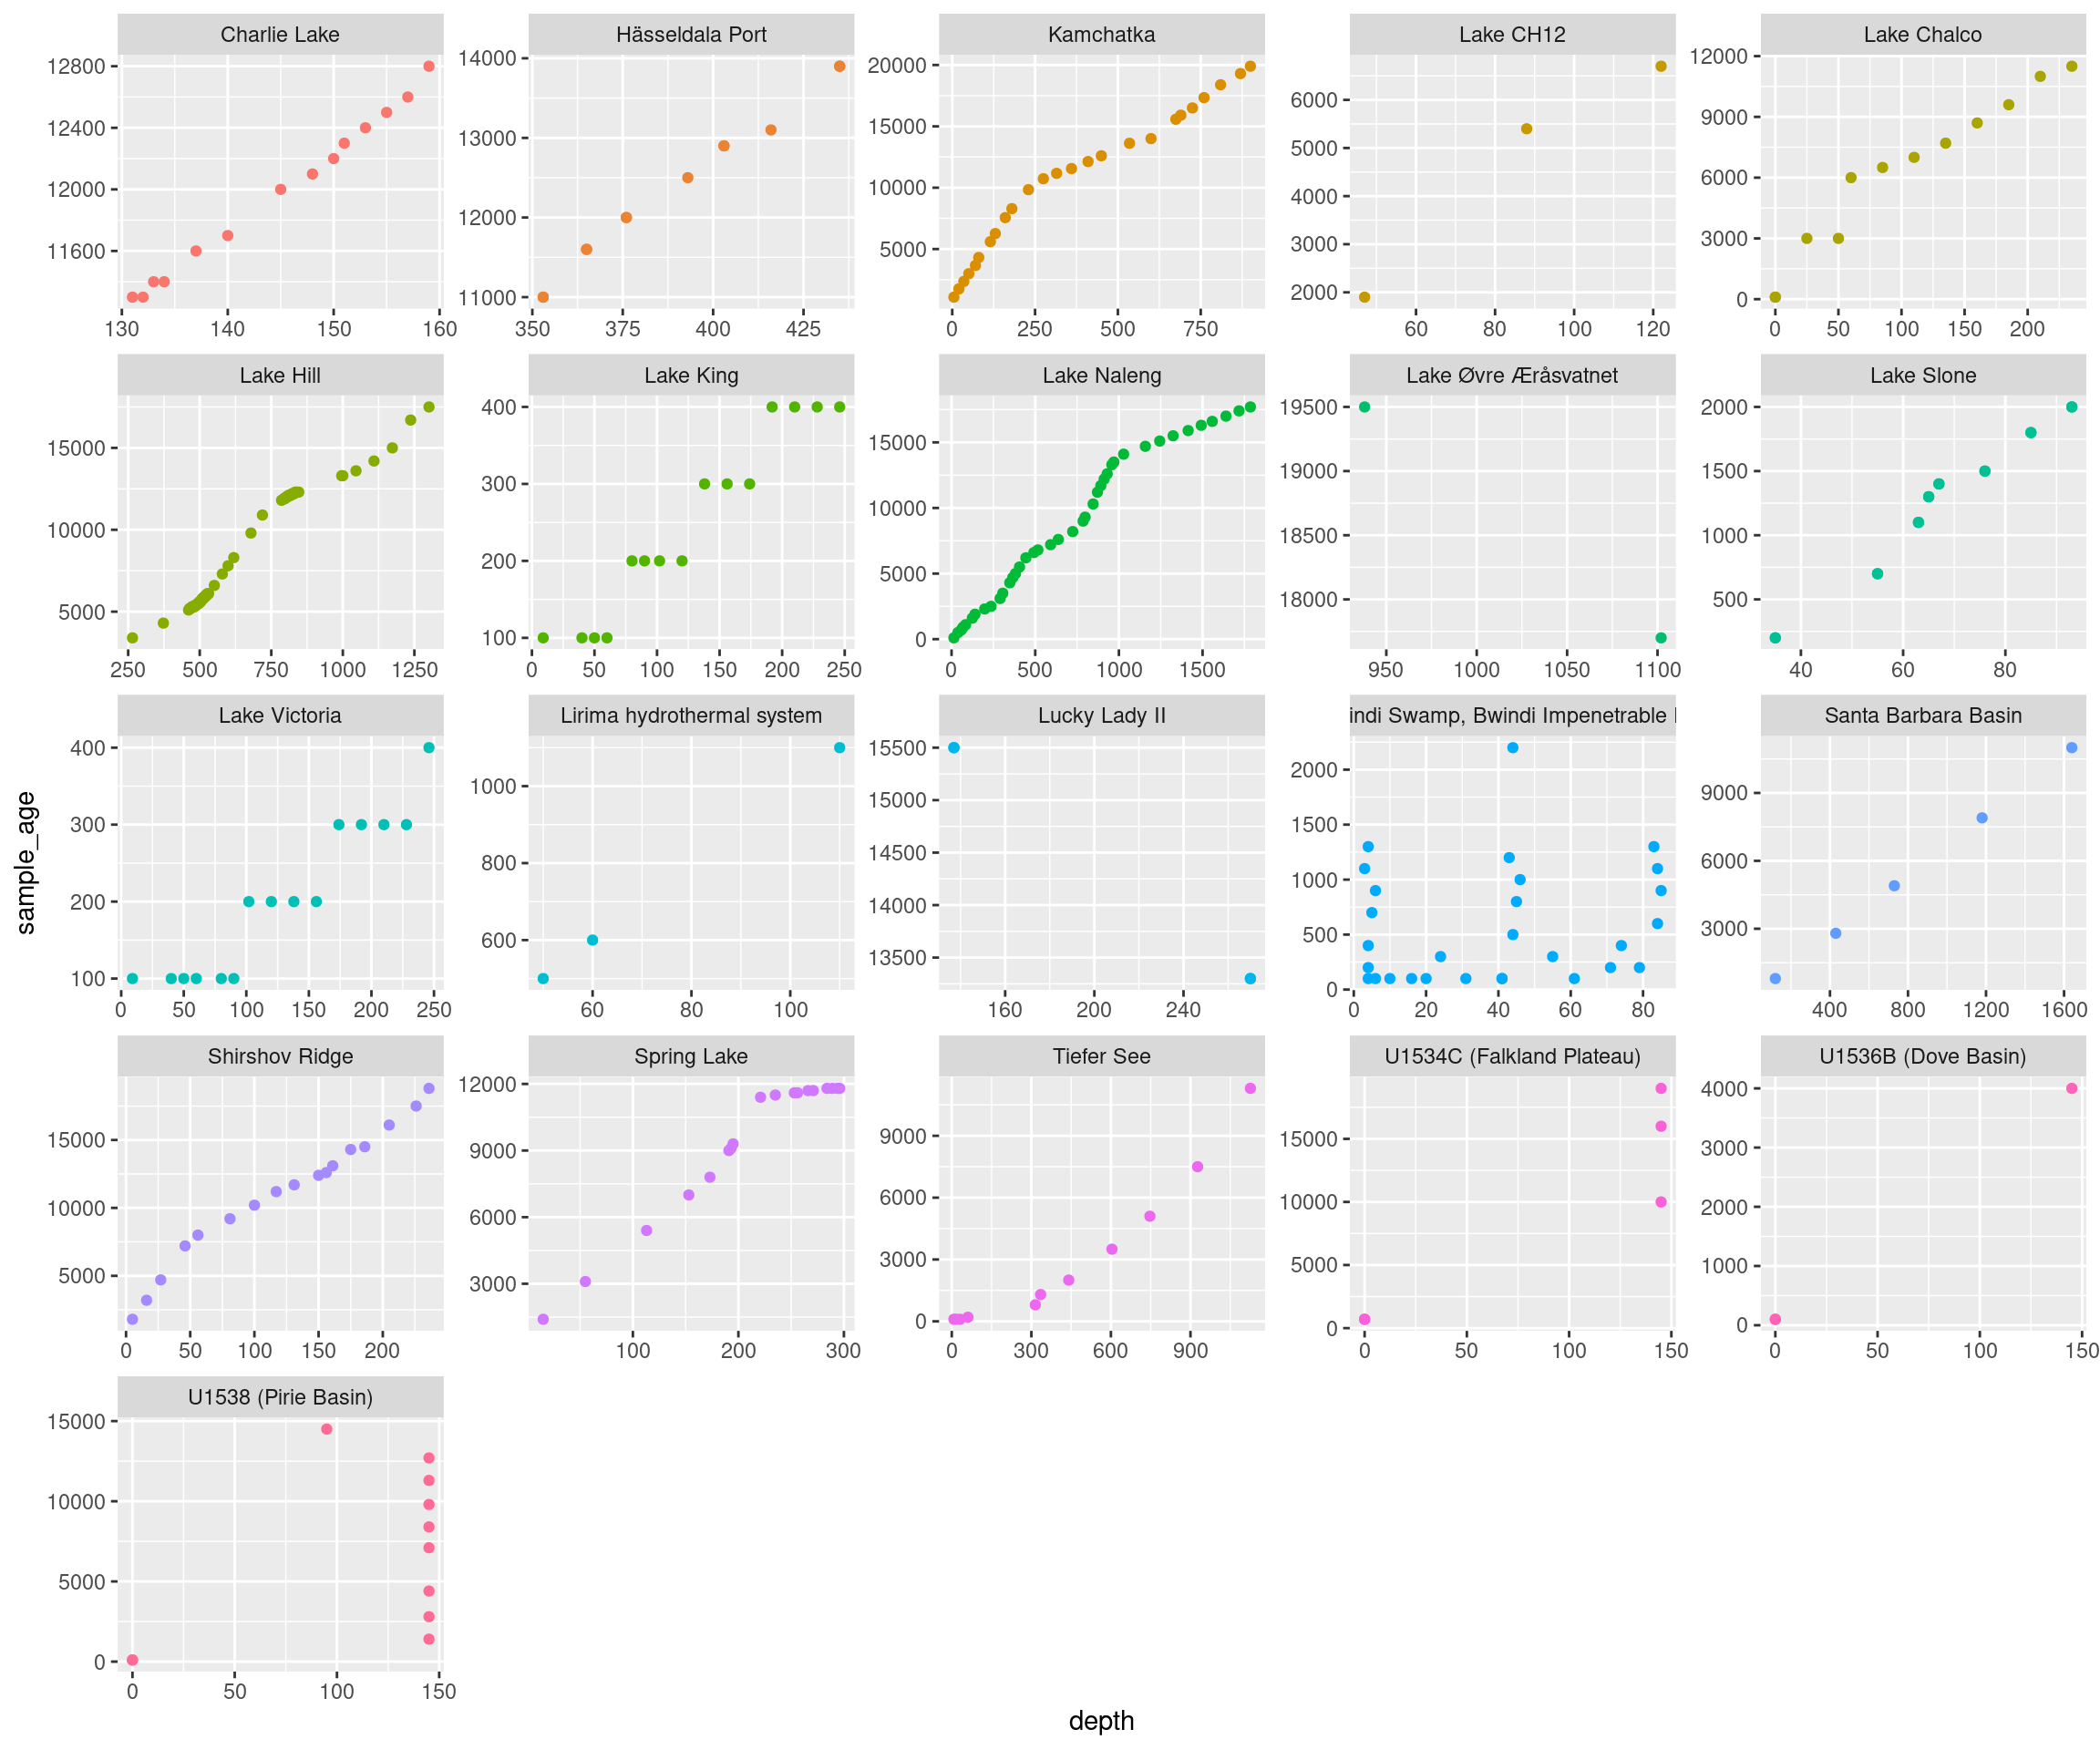 Charlie Lake
Hässeldala Port
Kamchatka
Lake CH12
Lake Chalco
12800
12400
12000
11600
130 140 150 160
14000
13000
12000
11000
350 375 400 425
20000
15000
10000
5000
0 250 500 750
6000
5000
4000
3000
2000
60 80 100 120
12000
9000
6000
3000
0
0 50 100 150 200
Lake Hill
Lake King
Lake Naleng
Lake Øvre Æråsvatnet
Lake Slone
15000
10000
5000
250 500 750 1000 1250
400
300
200
100
0 50 100 150 200 250
15000
10000
5000
0
0 500 1000 1500
19500
19000
18500
18000
950 1000 1050 1100
2000
1500
1000
500
40 60 80
Lake Victoria
Lirima hydrothermal system
Lucky Lady II
indi Swamp, Bwindi Impenetrable
Santa Barbara Basin
400
300
200
100
0 50 100 150 200 250
1000
800
600
60 80 100
15500
15000
14500
14000
13500
160 200 240
2000
1500
1000
500
0
0 20 40 60 80
9000
6000
3000
400 800 1200 1600
Shirshov Ridge
Spring Lake
Tiefer See
U1534C (Falkland Plateau)
U1536B (Dove Basin)
15000
10000
5000
0 50 100 150 200
12000
9000
6000
3000
100 200 300
9000
6000
3000
0
0 300 600 900
15000
10000
5000
0
0 50 100 150
4000
3000
2000
1000
0
0 50 100 150
U1538 (Pirie Basin)
15000
10000
5000
0
0 50 100 150
sample_age
depth